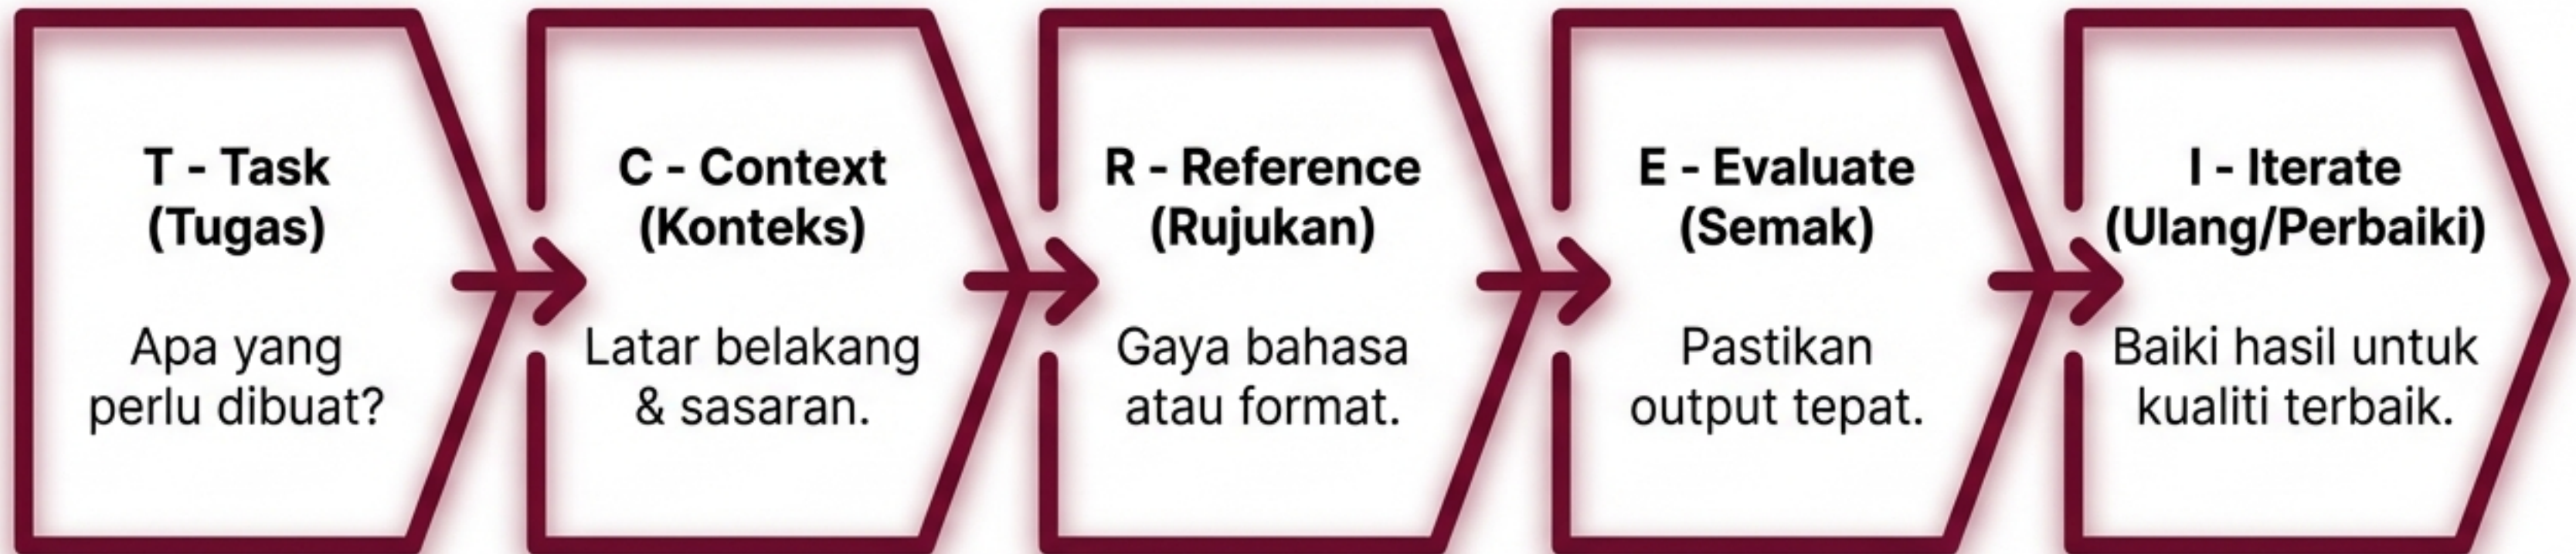 T - Task
(Tugas)
Apa yang
perlu dibuat?
C - Context
(Konteks)
Latar belakang
& sasaran.
R - Reference
(Rujukan)
Gaya bahasa
atau format.
E - Evaluate
(Semak)
Pastikan
output tepat.
I - Iterate
(Ulang/Perbaiki)
Baiki hasil untuk
kualiti terbaik.